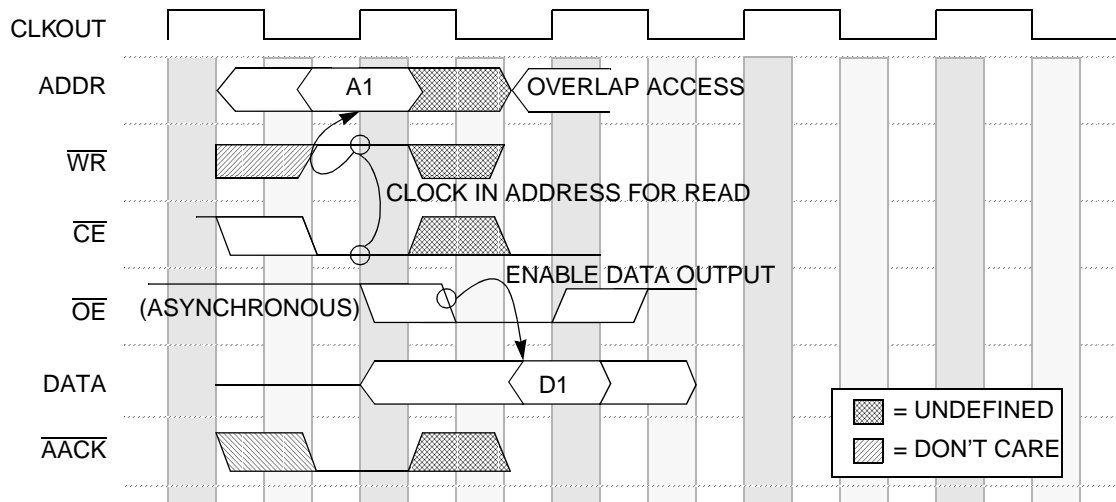 CLKOUT
ADDR
A1
OVERLAP ACCESS
WR
CLOCK IN ADDRESS FOR READ
CE
ENABLE DATA OUTPUT
OE
(ASYNCHRONOUS)
DATA
D1
= UNDEFINED
AACK
= DON'T CARE